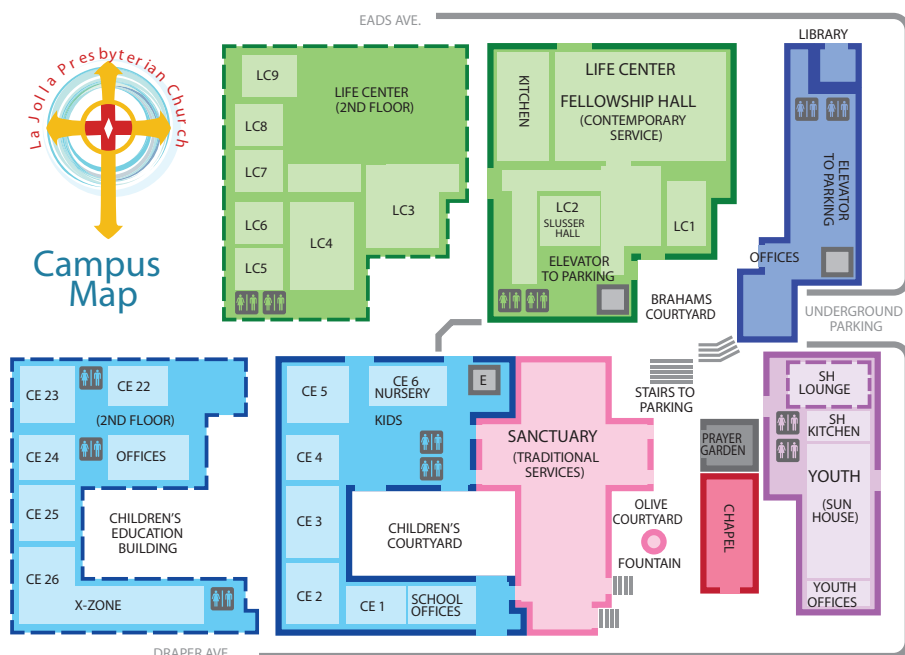 EADS AVE.
La Jolla Presbyterian Church
Campus
Map
LC9
LIFE CENTER
(2ND FLOOR)
LC8
LC7
LC6
LC5
LC4
LC3
KITCHEN
LIFE CENTER
FELLOWSHIP HALL
(CONTEMPORARY
SERVICE)
LC2
SLUSSER
HALL
LC1
ELEVATOR
TO PARKING
BRAHAMS
COURTYARD
LIBRARY
ELEVATOR
TO PARKING
OFFICES
UNDERGROUND
PARKING
CE 23
CE 22
(2ND FLOOR)
CE 24
OFFICES
CE 25
CHILDREN'S
EDUCATION
BUILDING
CE 26
X-ZONE
CE 5
CE 6
NURSERY
E
KIDS
CE 4
CE 3
CHILDREN'S
COURTYARD
CE 2
CE 1
SCHOOL
OFFICES
SANCTUARY
(TRADITIONAL
SERVICES)
STAIRS TO
PARKING
OLIVE
COURTYARD
FOUNTAIN
PRAYER
GARDEN
CHAPEL
SH
LOUNGE
SH
KITCHEN
YOUTH
(SUN
HOUSE)
YOUTH
OFFICES
DRAPER AVE.